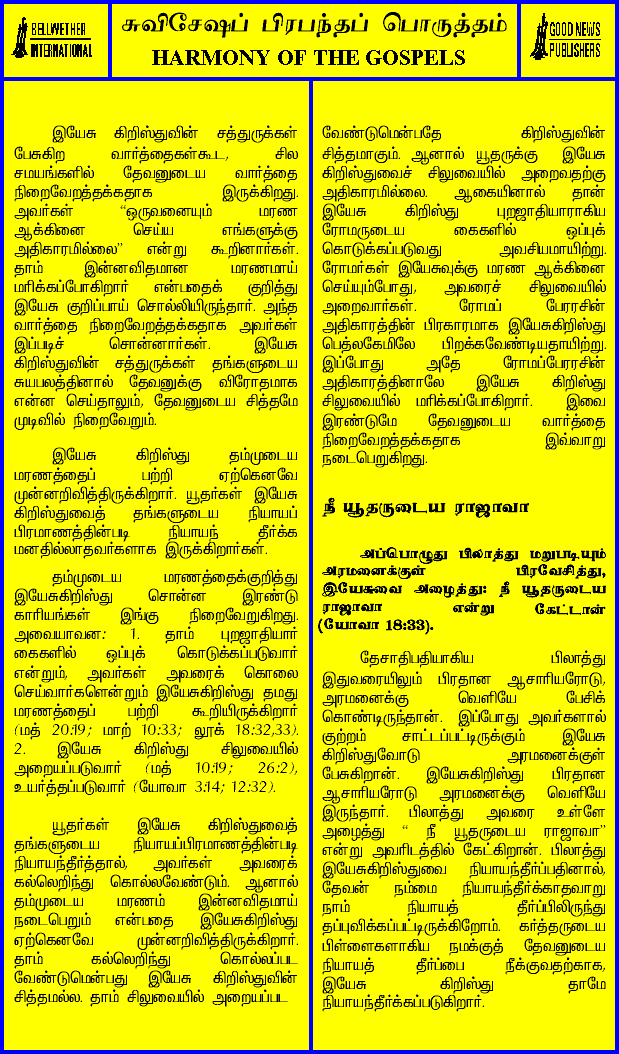 BELLWETHER
INTERNATIONAL
சுவிசேஷப் பிரபந்தப் பொருத்தம்
HARMONY OF THE GOSPELS
GOOD NEWS
PUBLISHERS
இயேசு கிறிஸ்துவின் சத்துருக்கள்
பேசுகிற வார்த்தைகள்கூட, சில
சமயங்களில் தேவனுடைய வார்த்தை
நிறைவேறத்தக்கதாக இருக்கிறது.
அவர்கள் “ஒருவனையும் மரண
ஆக்கினை செய்ய எங்களுக்கு
அதிகாரமில்லை” என்று கூறினார்கள்.
தாம் இன்னவிதமான மரணமாய்
மரிக்கப்போகிறார் என்பதைக் குறித்து
இயேசு குறிப்பாய் சொல்லியிருந்தார். அந்த
வார்த்தை நிறைவேறத்தக்கதாக அவர்கள்
இப்படிச் சொன்னார்கள். இயேசு
கிறிஸ்துவின் சத்துருக்கள் தங்களுடைய
சுயபலத்தினால் தேவனுக்கு விரோதமாக
என்ன செய்தாலும், தேவனுடைய சித்தமே
முடிவில் நிறைவேறும்.
இயேசு கிறிஸ்து தம்முடைய
மரணத்தைப் பற்றி ஏற்கெனவே
முன்னறிவித்திருக்கிறார். யூதர்கள் இயேசு
கிறிஸ்துவைத் தங்களுடைய நியாயப்
பிரமாணத்தின்படி நியாயந் தீர்க்க
மனதில்லாதவர்களாக இருக்கிறார்கள்.
தம்முடைய மரணத்தைக்குறித்து
இயேசுகிறிஸ்து சொன்ன இரண்டு
காரியங்கள் இங்கு நிறைவேறுகிறது.
அவையாவன: 1. தாம் புறஜாதியார்
கைகளில் ஒப்புக் கொடுக்கப்படுவார்
என்றும், அவர்கள் அவரைக் கொலை
செய்வார்களென்றும் இயேசுகிறிஸ்து தமது
மரணத்தைப் பற்றி கூறியிருக்கிறார்
(மத் 20:19; மாற் 10:33; லூக் 18:32,33).
2. இயேசு கிறிஸ்து சிலுவையில்
அறையப்படுவார் (மத் 10:19; 26:2),
உயர்த்தப்படுவார் (யோவா 3:14; 12:32).
யூதர்கள் இயேசு கிறிஸ்துவைத்
தங்களுடைய நியாயப்பிரமாணத்தின்படி
நியாயந்தீர்த்தால், அவர்கள் அவரைக்
கல்லெறிந்து கொல்லவேண்டும். ஆனால்
தம்முடைய மரணம் இன்னவிதமாய்
நடைபெறும் என்பதை இயேசுகிறிஸ்து
ஏற்கெனவே முன்னறிவித்திருக்கிறார்.
தாம் கல்லெறிந்து கொல்லப்பட
வேண்டுமென்பது இயேசு கிறிஸ்துவின்
சித்தமல்ல. தாம் சிலுவையில் அறையப்பட
வேண்டுமென்பதே கிறிஸ்துவின்
சித்தமாகும். ஆனால் யூதருக்கு இயேசு
கிறிஸ்துவைச் சிலுவையில் அறைவதற்கு
அதிகாரமில்லை. ஆகையினால் தான்
இயேசு கிறிஸ்து புறஜாதியாராகிய
ரோமருடைய கைகளில் ஒப்புக்
கொடுக்கப்படுவது அவசியமாயிற்று.
ரோமர்கள் இயேசுவுக்கு மரண ஆக்கினை
செய்யும்போது, அவரைச் சிலுவையில்
அறைவார்கள். ரோமப் பேரரசின்
அதிகாரத்தின் பிரகாரமாக இயேசுகிறிஸ்து
பெத்லகேமிலே பிறக்கவேண்டியதாயிற்று.
இப்போது அதே ரோமப்பேரரசின்
அதிகாரத்தினாலே இயேசு கிறிஸ்து
சிலுவையில் மரிக்கப்போகிறார். இவை
இரண்டுமே தேவனுடைய வார்த்தை
நிறைவேறத்தக்கதாக இவ்வாறு
நடைபெறுகிறது.
நீ யூதருடைய ராஜாவா
அப்பொழுது பிலாத்து மறுபடியும்
அரமனைக்குள் பிரவேசித்து,
இயேசுவை அழைத்து: நீ யூதருடைய
ராஜாவா என்று கேட்டான்
(யோவா 18:33).
தேசாதிபதியாகிய பிலாத்து
இதுவரையிலும் பிரதான ஆசாரியரோடு,
அரமனைக்கு வெளியே பேசிக்
கொண்டிருந்தான். இப்போது அவர்களால்
குற்றம் சாட்டப்பட்டிருக்கும் இயேசு
கிறிஸ்துவோடு அரமனைக்குள்
பேசுகிறான். இயேசுகிறிஸ்து பிரதான
ஆசாரியரோடு அரமனைக்கு வெளியே
இருந்தார். பிலாத்து அவரை உள்ளே
அழைத்து “ நீ யூதருடைய ராஜாவா”
என்று அவரிடத்தில் கேட்கிறான். பிலாத்து
இயேசுகிறிஸ்துவை நியாயந்தீர்ப்பதினால்,
தேவன் நம்மை நியாயந்தீர்க்காதவாறு
நாம் நியாயத் தீர்ப்பிலிருந்து
தப்புவிக்கப்பட்டிருக்கிறோம். கர்த்தருடைய
பிள்ளைகளாகிய நமக்குத் தேவனுடைய
நியாயத் தீர்ப்பை நீக்குவதற்காக,
இயேசு கிறிஸ்து தாமே
நியாயந்தீர்க்கப்படுகிறார்.